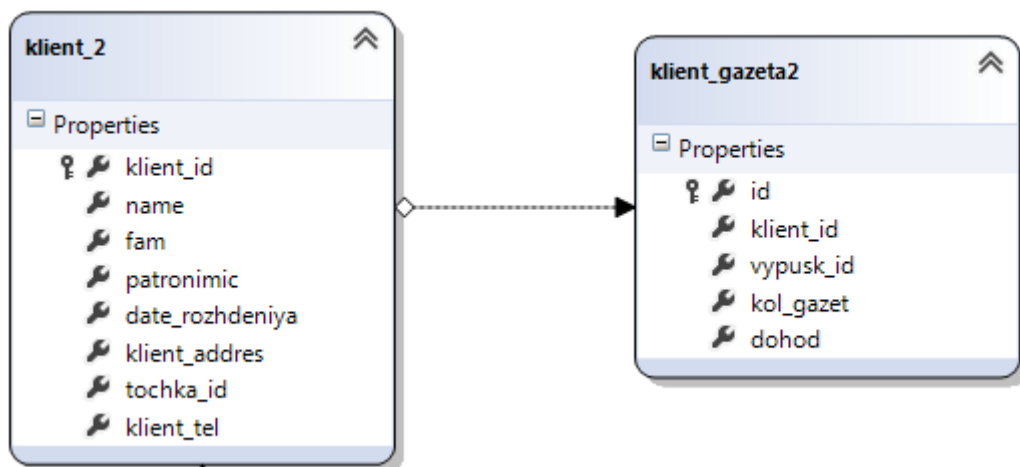 klient_2
Properties
klient_id
name
fam
patronimic
date_rozhdeniya
klient_addres
tochka_id
klient_tel
klient_gazeta2
Properties
id
klient_id
vypusk_id
kol_gazet
dohod